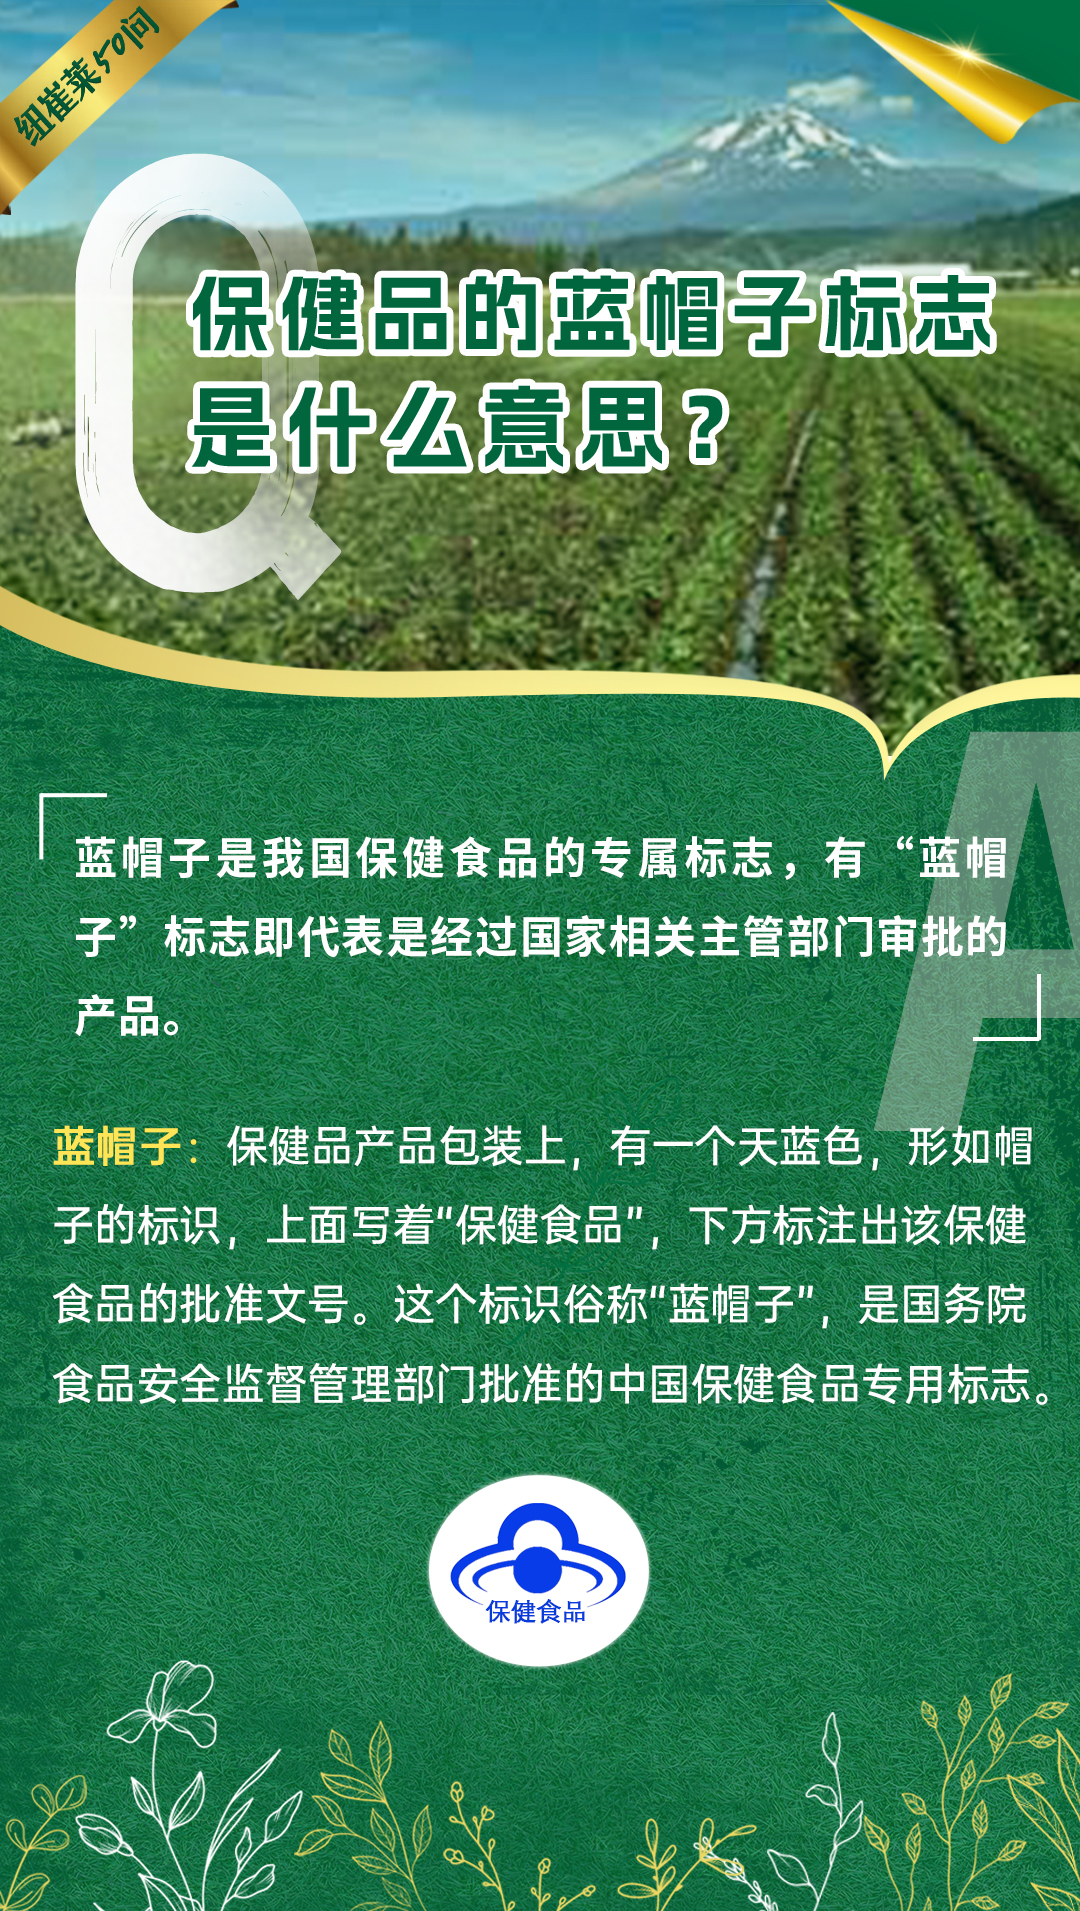 纽崔莱50问
Q
保健品的蓝帽子标志
是什么意思？
A
蓝帽子是我国保健食品的专属标志，有“蓝帽
子”标志即代表是经过国家相关主管部门审批的
产品。
蓝帽子：保健品产品包装上，有一个天蓝色，形如帽
子的标识，上面写着“保健食品”，下方标注出该保健
食品的批准文号。这个标识俗称“蓝帽子”，是国务院
食品安全监督管理部门批准的中国保健食品专用标志。
保健食品